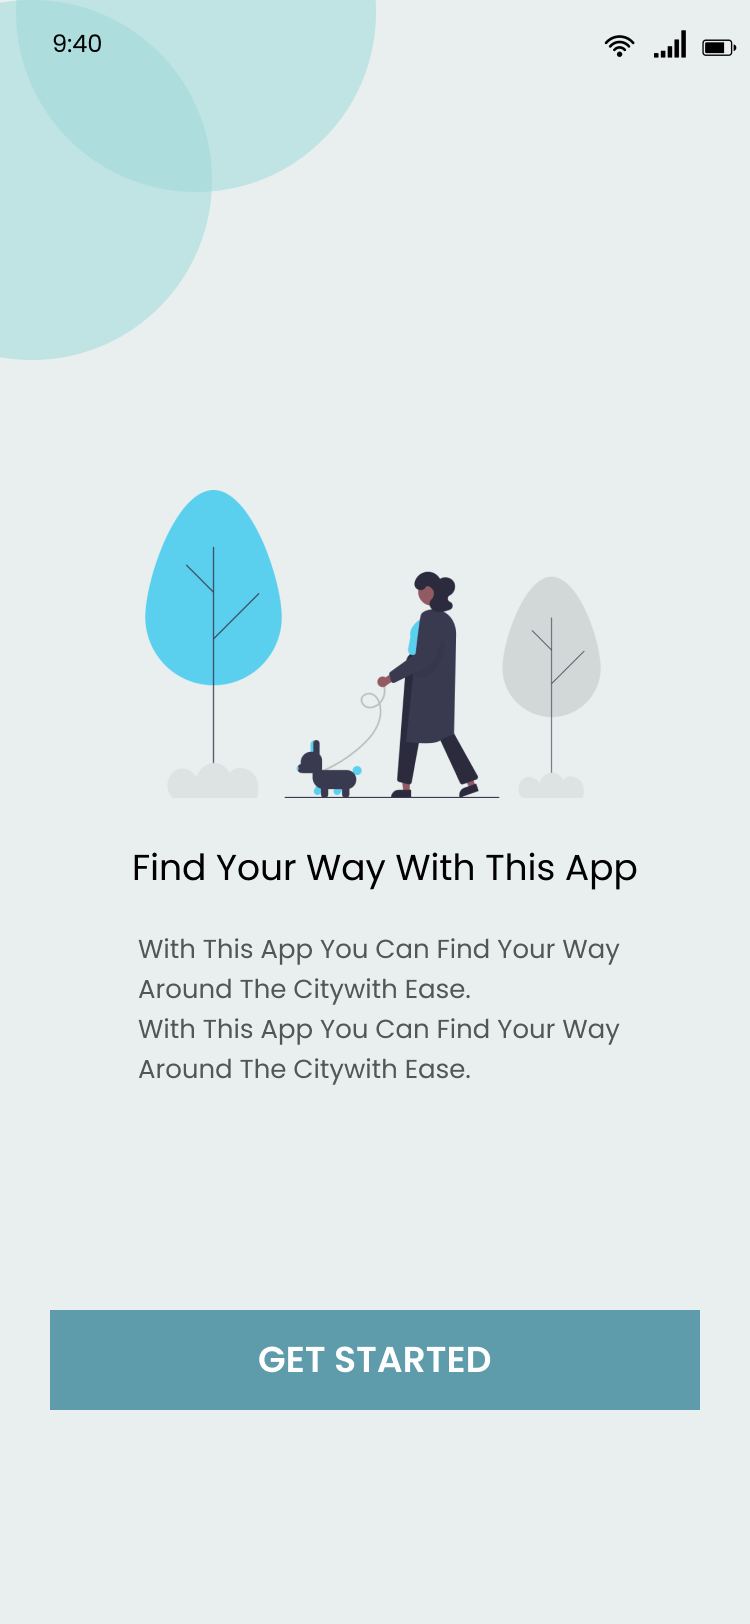 9:40
Find Your Way With This App
With This App You Can Find Your Way
Around The Citywith Ease.
With This App You Can Find Your Way
Around The Citywith Ease.
GET STARTED